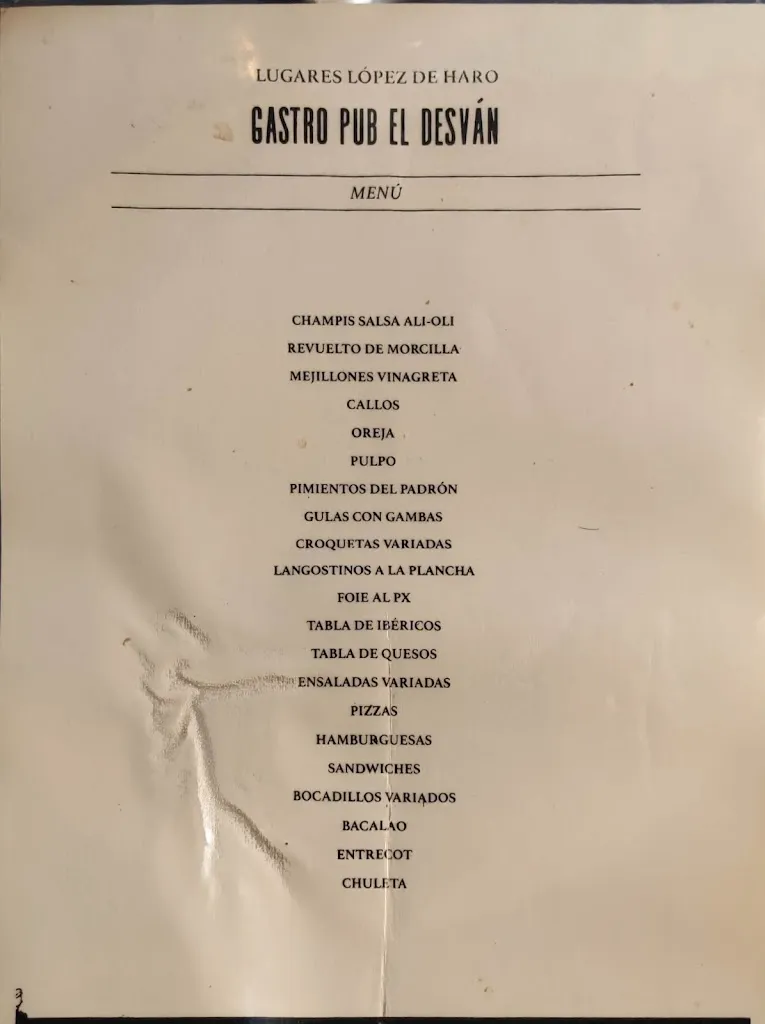 LUGARES LÓPEZ DE HARO
GASTRO PUB EL DESVÁN
MENÚ
CHAMPIS SALSA ALI-OLI
REVUELTO DE MORCILLA
MEJILLONES VINAGRETA
CALLOS
OREJA
PULPO
PIMIENTOS DEL PADRÓN
GULAS CON GAMBAS
CROQUETAS VARIADAS
LANGOSTINOS A LA PLANCHA
FOIE AL PX
TABLA DE IBÉRICOS
TABLA DE QUESOS
ENSALADAS VARIADAS
PIZZAS
HAMBURGUESAS
SANDWICHES
BOCADILLOS VARIADOS
BACALAO
ENTRECOT
CHULETA